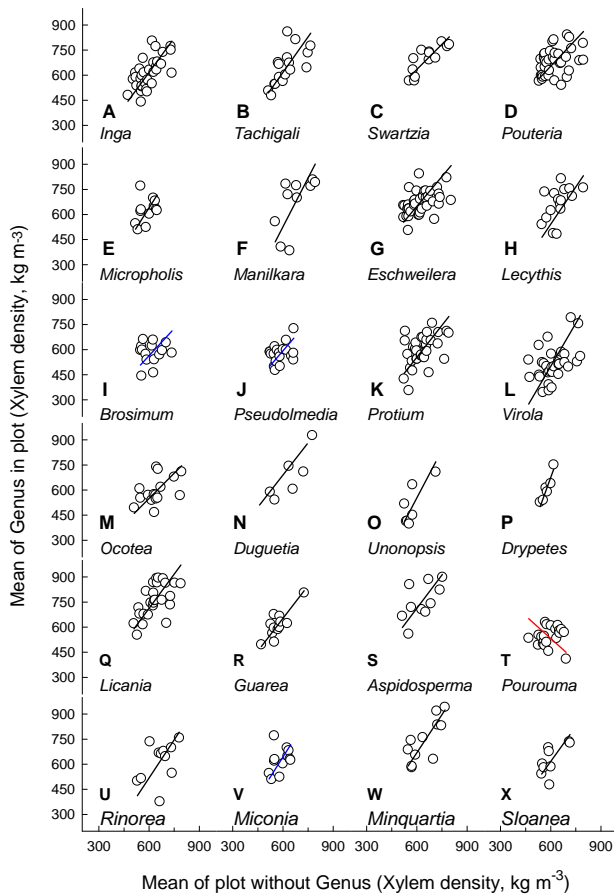 Mean of Genus in plot (Xylem density, kg m-3)
900
750
600
450
300
A B C D
Inga Tachigali Swartzia Pouteria
900
750
600
450
300
E F G H
Micropholis Manilkara Eschweilera Lecythis
900
750
600
450
300
I J K L
Brosimum Pseudolmedia Protium Virola
900
750
600
450
300
M N O P
Ocotea Duguetia Unonopsis Drypetes
900
750
600
450
300
Q R S T
Licania Guarea Aspidosperma Pourouma
900
750
600
450
300
U V W X
Rinorea Miconia Minquartia Sloanea
300 600 900 300 600 900 300 600 900 300 600 900
Mean of plot without Genus (Xylem density, kg m-3)